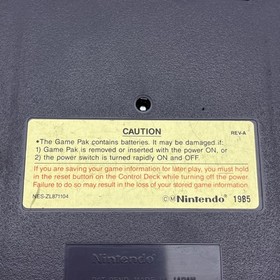 CAUTION
REV-A
•The Game Pak contains batteries. It may be damaged if:
1) Game Pak is removed or inserted with the power ON, or
2) the power switch is turned rapidly ON and OFF.
If you are saving your game information for later play, you must hold
in the reset button on the Control Deck while turning off the power.
Failure to do so may result in the loss of your stored game information.
NES-ZL871104
©M Nintendo® 1985
Nintendo